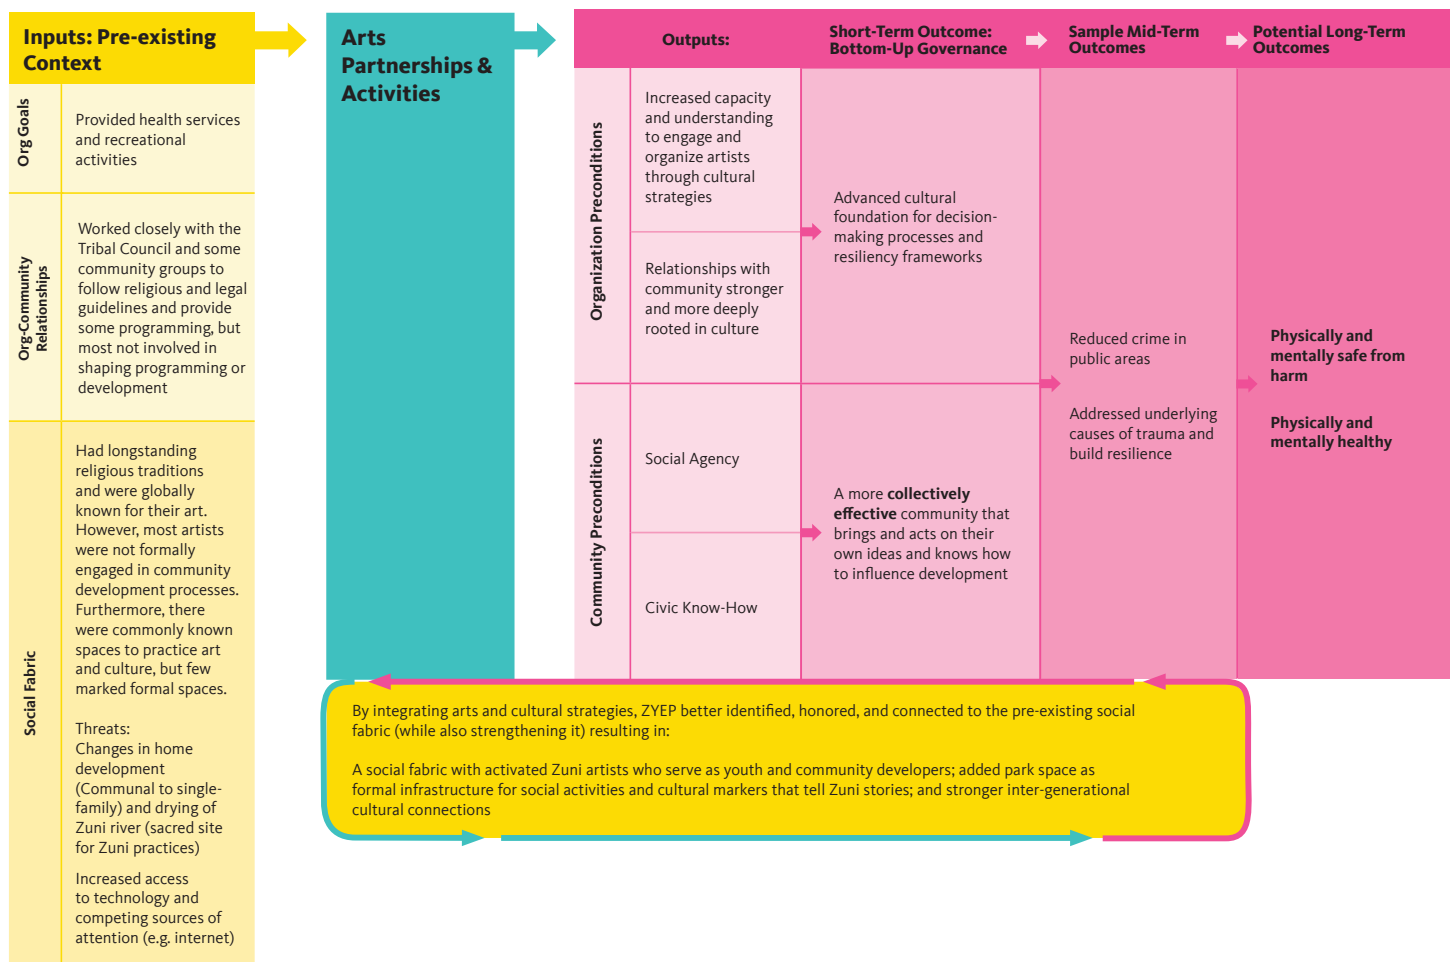 Inputs: Pre-existing
Context
Org Goals
Provided health services
and recreational
activities
Org-Community
Relationships
Worked closely with the
Tribal Council and some
community groups to
follow religious and legal
guidelines and provide
some programming, but
most not involved in
shaping programming or
development
Social Fabric
Had longstanding
religious traditions
and were globally
known for their art.
However, most artists
were not formally
engaged in community
development processes.
Furthermore, there
were commonly known
spaces to practice art
and culture, but few
marked formal spaces.
Threats:
Changes in home
development
(Communal to single-
family) and drying of
Zuni river (sacred site
for Zuni practices)
Increased access
to technology and
competing sources of
attention (e.g. internet)
Arts
Partnerships &
Activities
Outputs:
Short-Term Outcome:
Bottom-Up Governance
Sample Mid-Term
Outcomes
Potential Long-Term
Outcomes
Organization Preconditions
Increased capacity
and understanding
to engage and
organize artists
through cultural
strategies
Relationships with
community stronger
and more deeply
rooted in culture
Advanced cultural
foundation for decision-
making processes and
resiliency frameworks
Community Preconditions
Social Agency
Civic Know-How
A more collectively
effective community that
brings and acts on their
own ideas and knows how
to influence development
Reduced crime in
public areas
Addressed underlying
causes of trauma and
build resilience
Physically and
mentally safe from
harm
Physically and
mentally healthy
By integrating arts and cultural strategies, ZYEP better identified, honored, and connected to the pre-existing social
fabric (while also strengthening it) resulting in:
A social fabric with activated Zuni artists who serve as youth and community developers; added park space as
formal infrastructure for social activities and cultural markers that tell Zuni stories; and stronger inter-generational
cultural connections